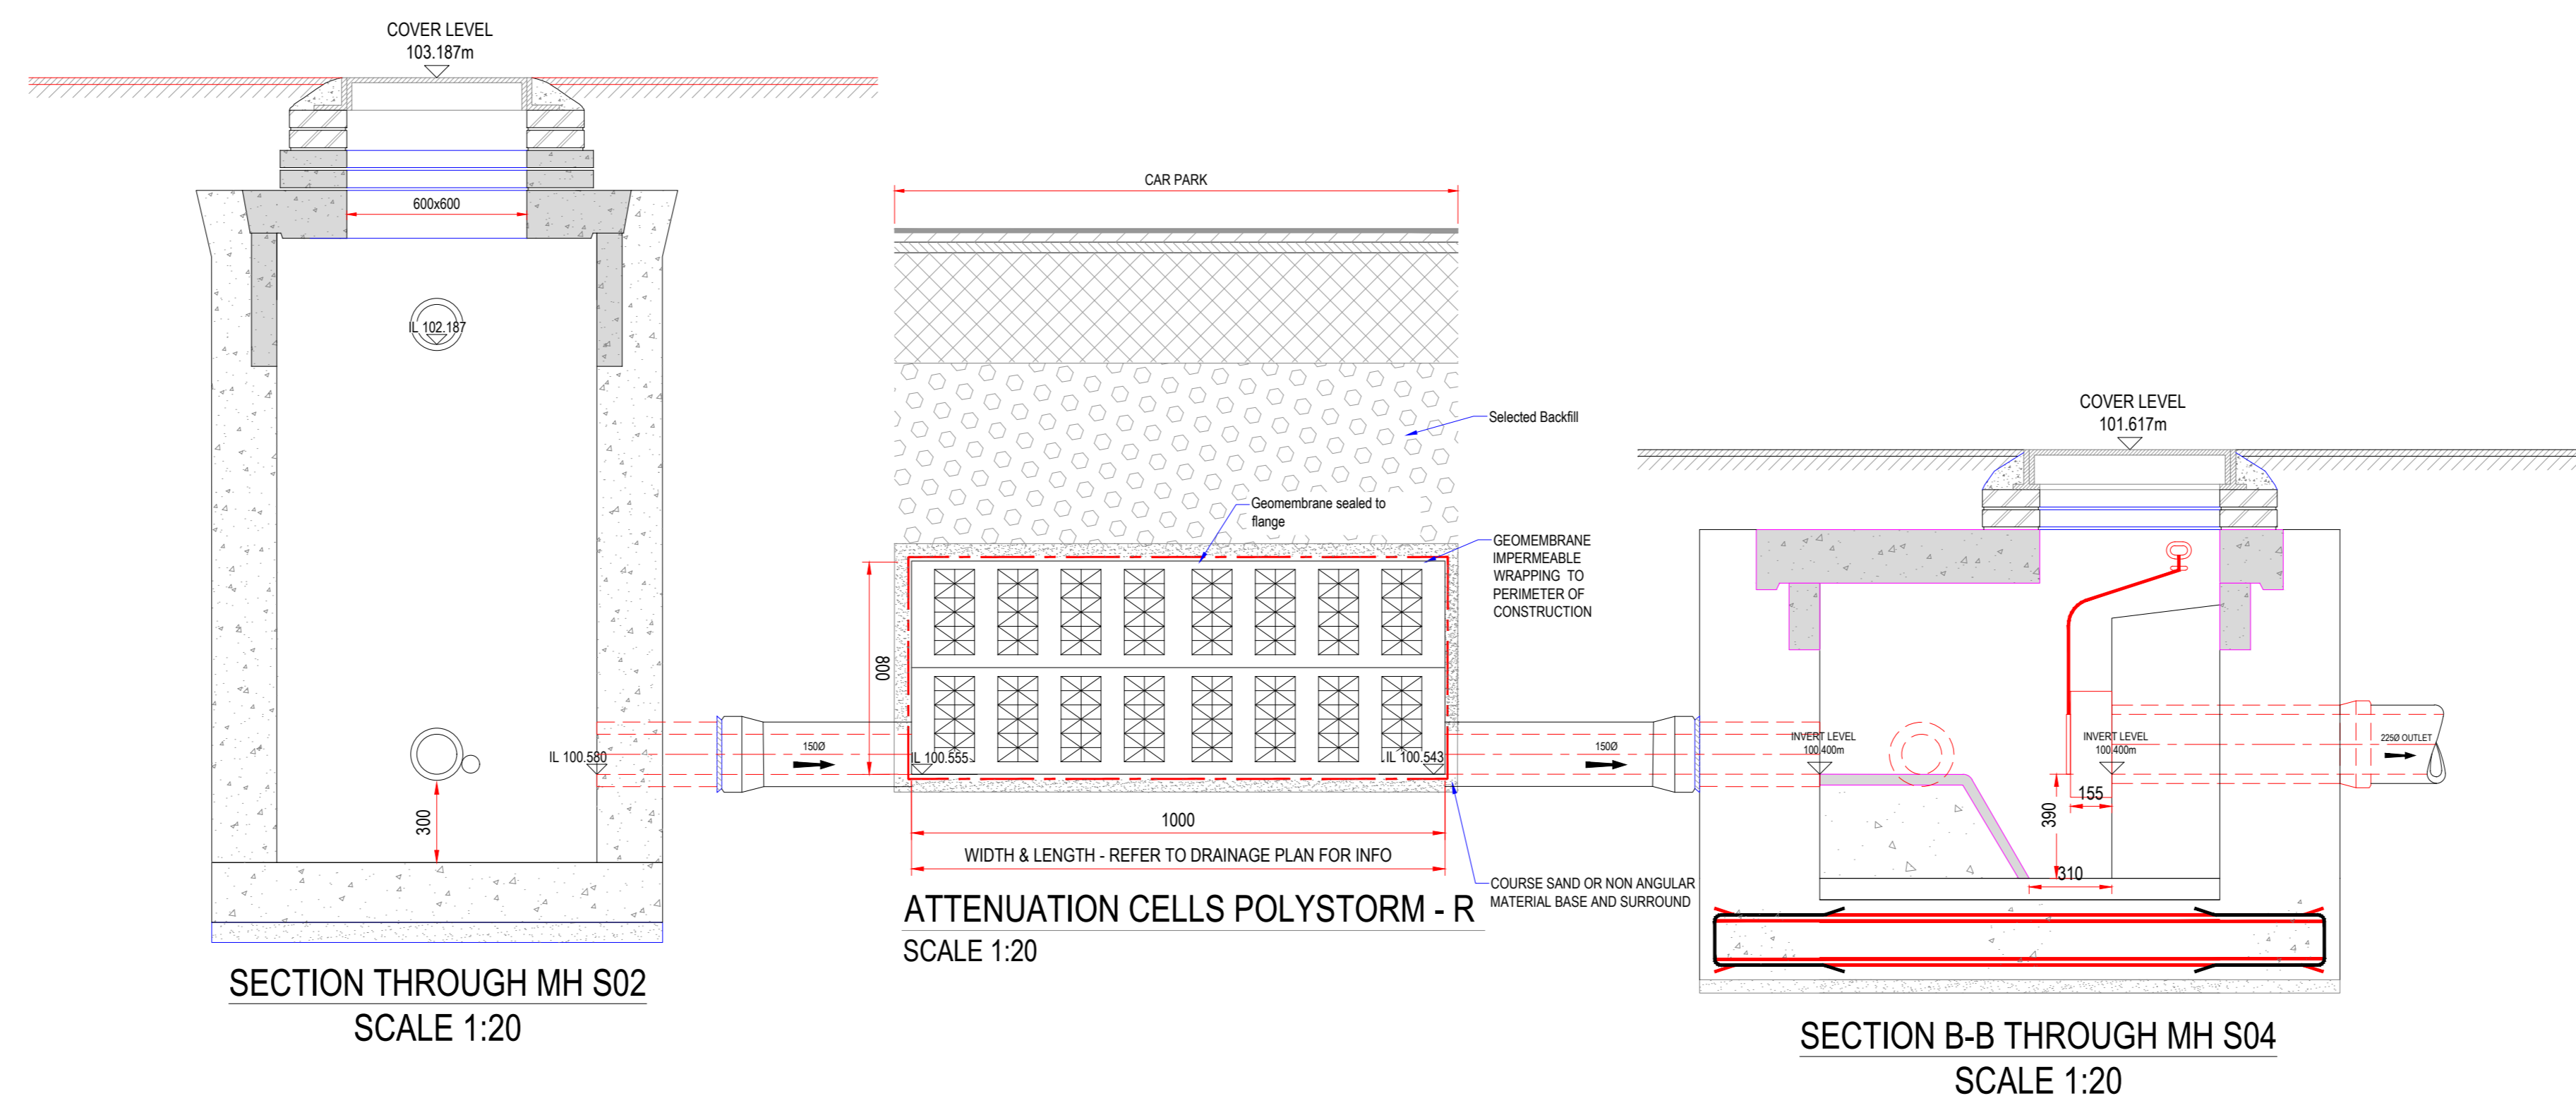 COVER LEVEL
103.187m
600x600
IL 102.187
IL 100.580
300
SECTION THROUGH MH S02
SCALE 1:20
CAR PARK
Selected Backfill
Geomembrane sealed to
flange
GEOMEMBRANE
IMPERMEABLE
WRAPPING TO
PERIMETER OF
CONSTRUCTION
800
150Ø
IL 100.555
IL 100.543
150Ø
1000
WIDTH & LENGTH - REFER TO DRAINAGE PLAN FOR INFO
COURSE SAND OR NON ANGULAR
MATERIAL BASE AND SURROUND
ATTENUATION CELLS POLYSTORM - R
SCALE 1:20
COVER LEVEL
101.617m
INVERT LEVEL
100.400m
INVERT LEVEL
100.400m
225Ø OUTLET
155
390
310
SECTION B-B THROUGH MH S04
SCALE 1:20